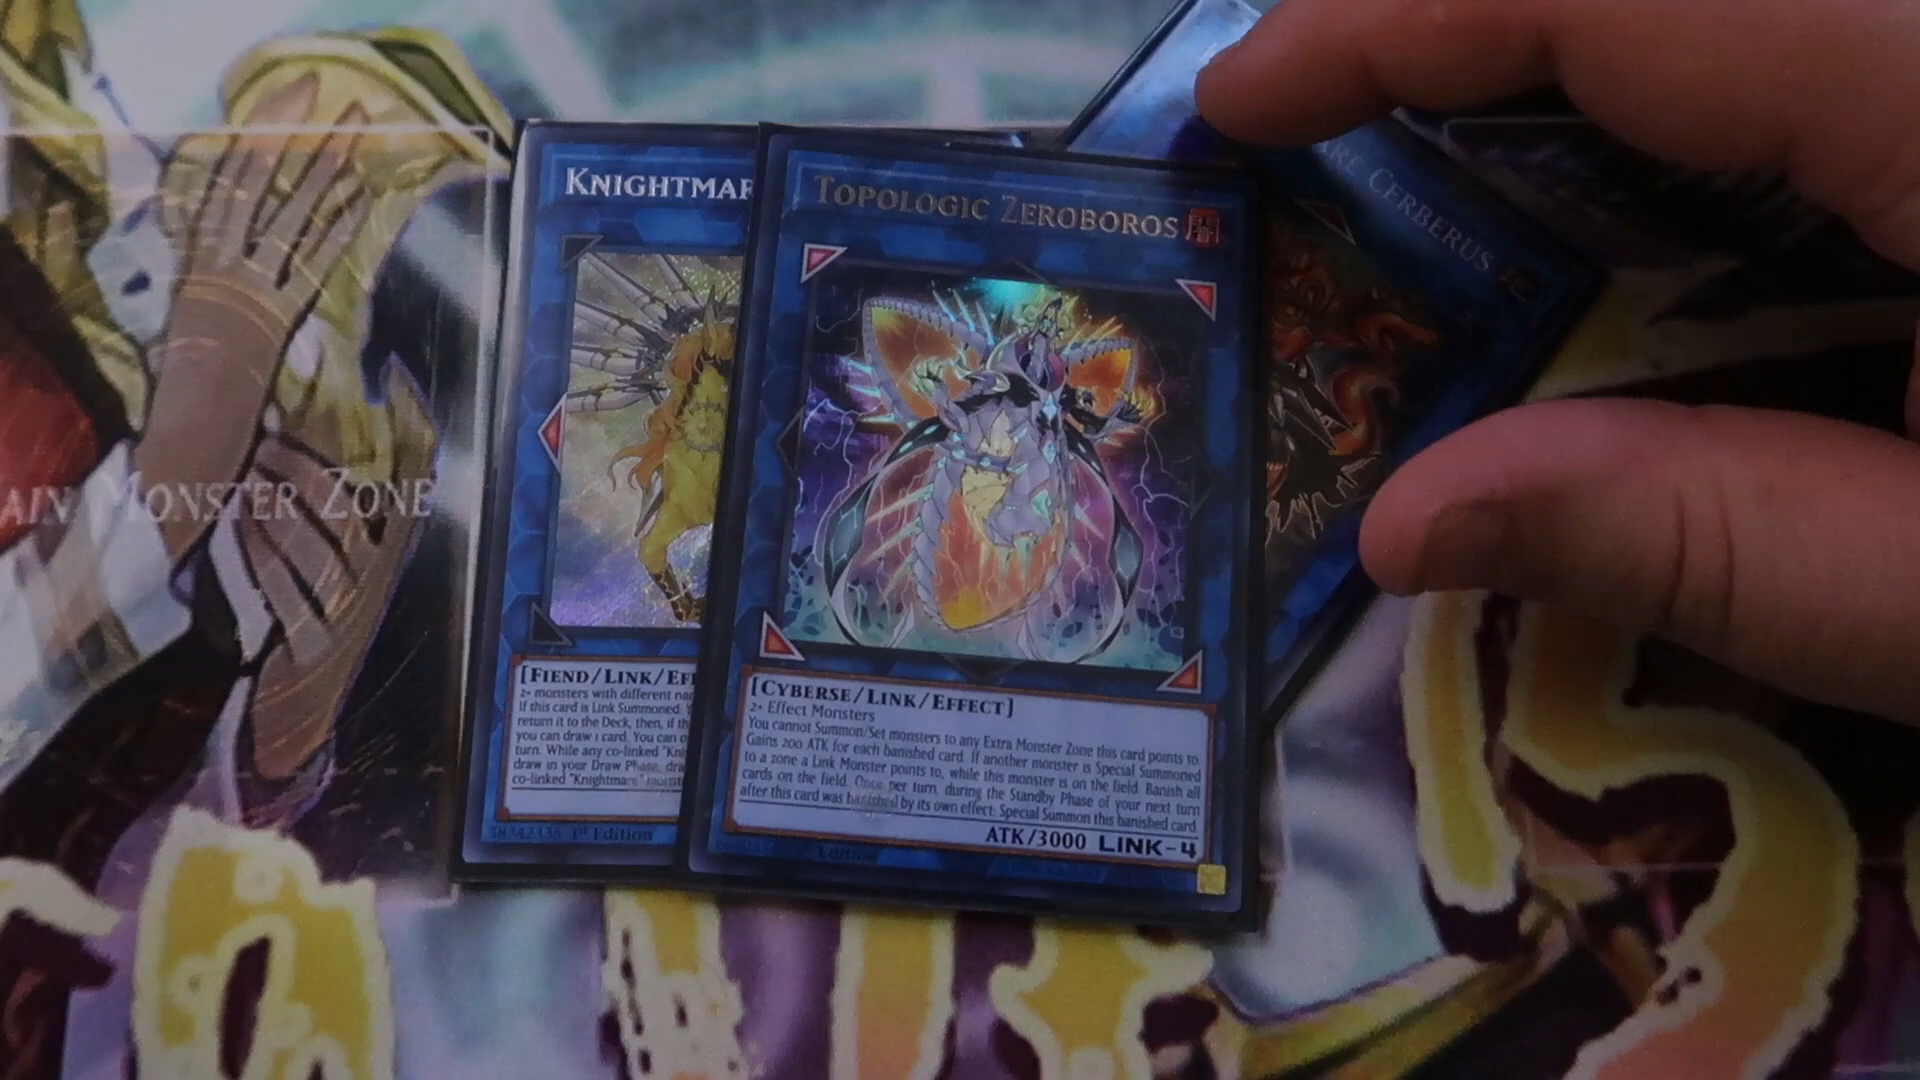 AIN MONSTER ZONE
KNIGHTMAR
[FIEND/LINK/EFF
2+ monsters with different na
If this card is Link Summoned:
return it to the Deck, then, if th
you can draw 1 card. You can o
turn. While any co-linked "Kni
draw in your Draw Phase, dra
co-linked "Knightmare" monste
38342335 1st Edition
TOPOLOGIC ZEROBOROS 闇
[CYBERSE/LINK/EFFECT]
2+ Effect Monsters
You cannot Summon/Set monsters to any Extra Monster Zone this card points to.
Gains 200 ATK for each banished card. If another monster is Special Summoned
to a zone a Link Monster points to, while this monster is on the field: Banish all
cards on the field. Once per turn, during the Standby Phase of your next turn
after this card was banished by its own effect: Special Summon this banished card.
ATK/3000 LINK-4
Edition
RE CERBERUS